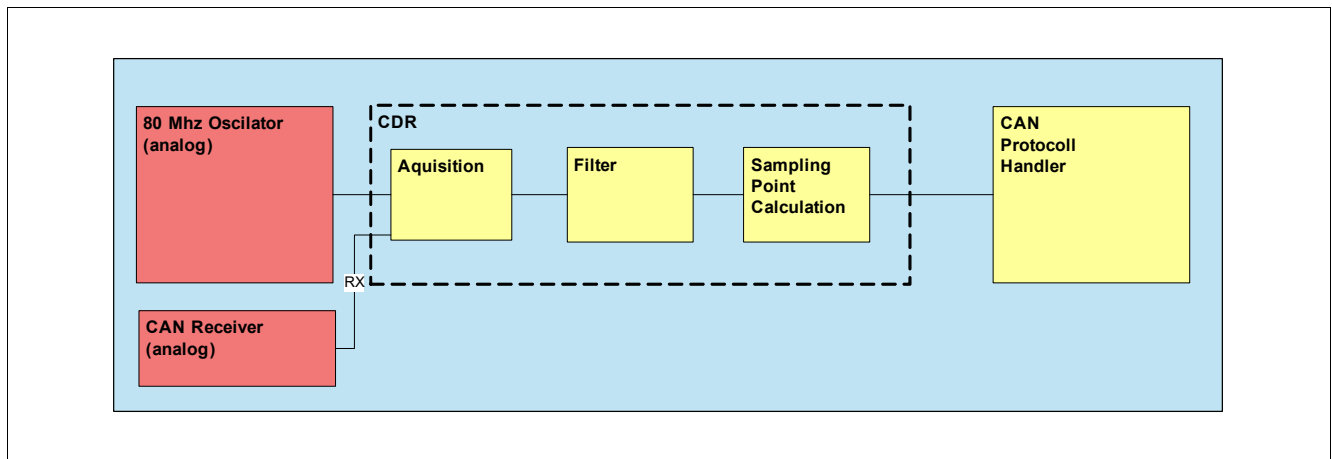 80 Mhz Oscilator
(analog)
CDR
Aquisition
Filter
Sampling
Point
Calculation
CAN
Protocoll
Handler
RX
CAN Receiver
(analog)